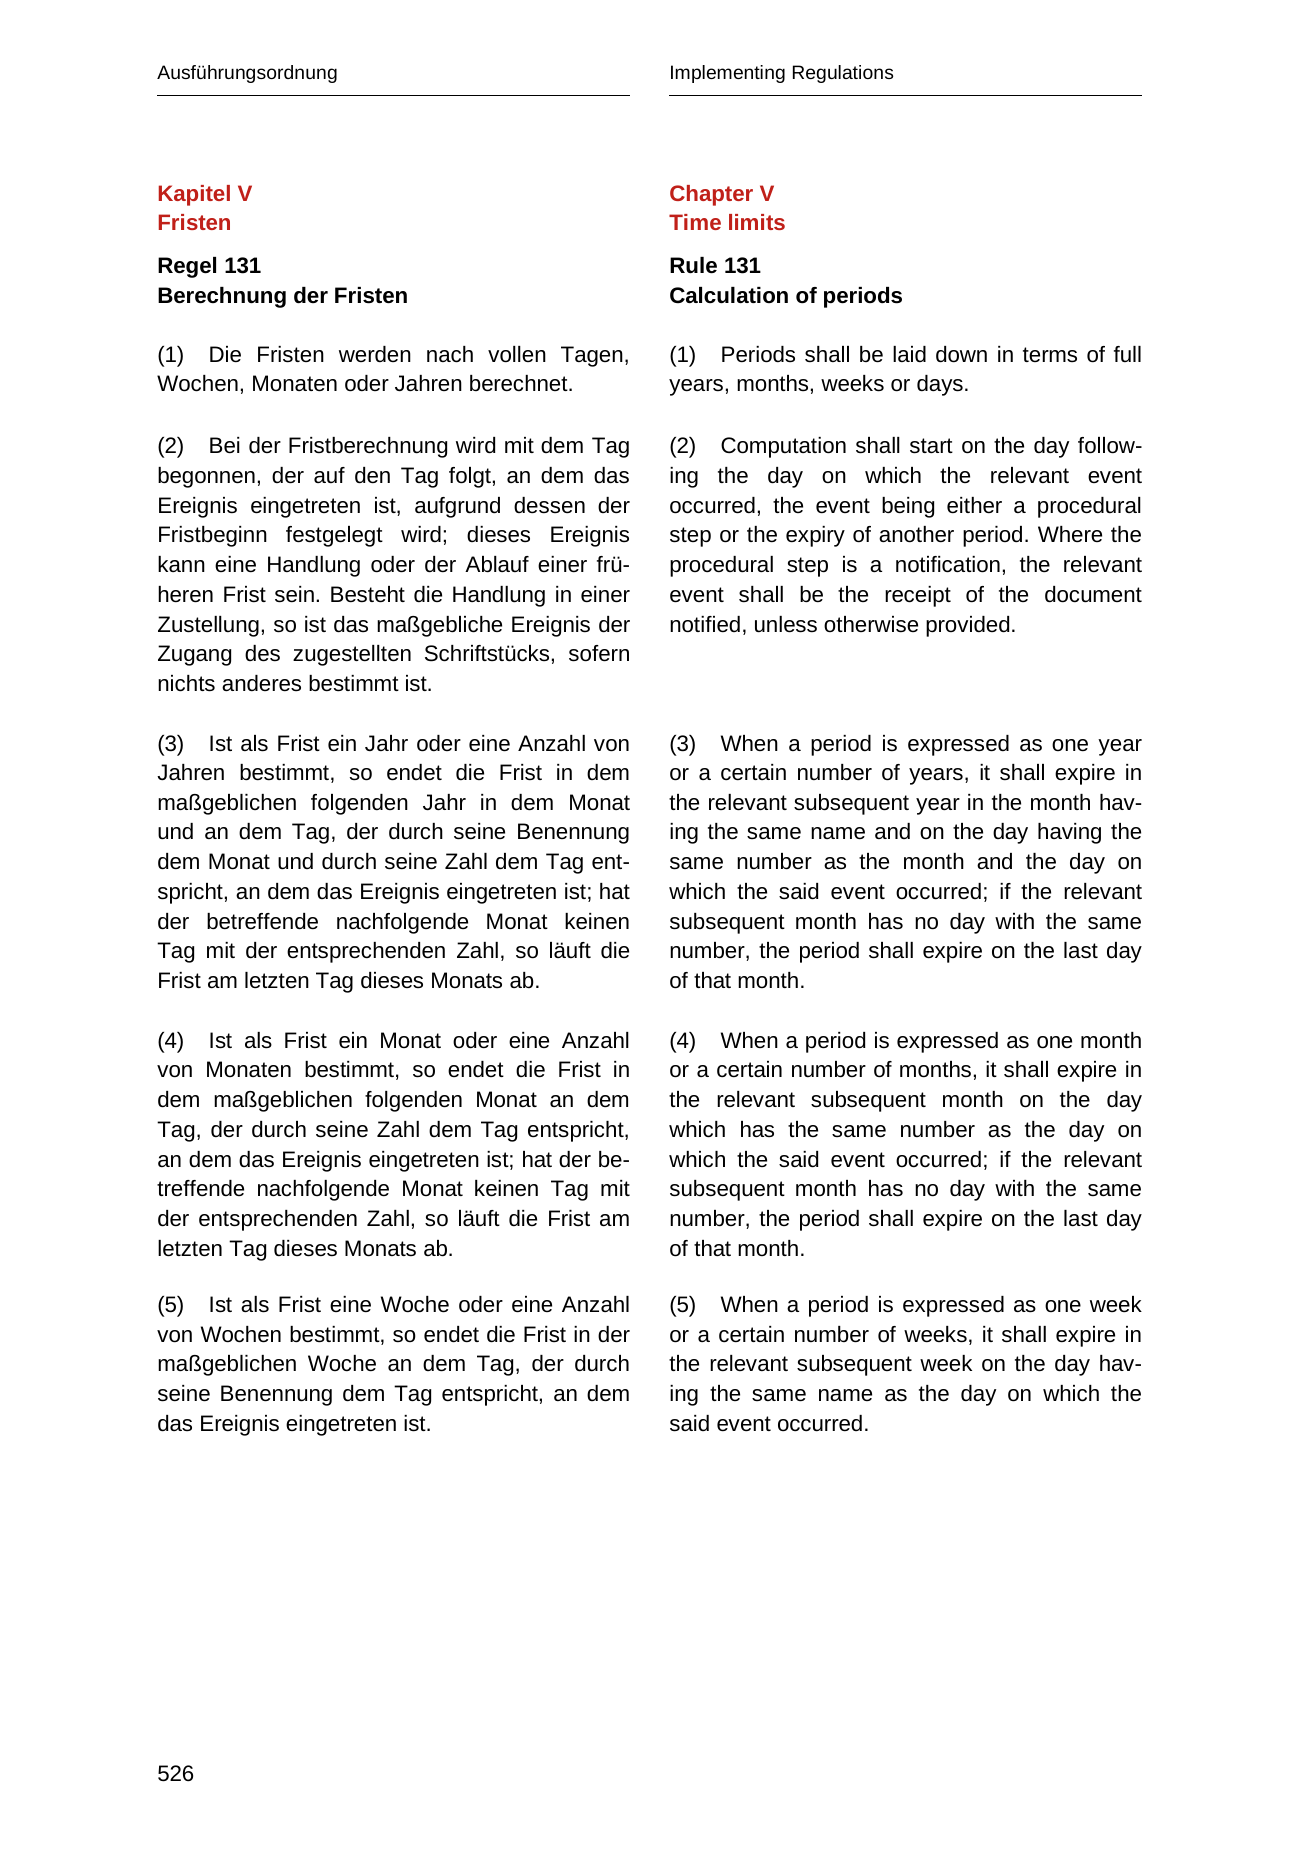 Ausführungsordnung
Kapitel V
Fristen
Regel 131
Berechnung der Fristen
(1) Die Fristen werden nach vollen Tagen,
Wochen, Monaten oder Jahren berechnet.
(2) Bei der Fristberechnung wird mit dem Tag
begonnen, der auf den Tag folgt, an dem das
Ereignis eingetreten ist, aufgrund dessen der
Fristbeginn festgelegt wird; dieses Ereignis
kann eine Handlung oder der Ablauf einer frü-
heren Frist sein. Besteht die Handlung in einer
Zustellung, so ist das maßgebliche Ereignis der
Zugang des zugestellten Schriftstücks, sofern
nichts anderes bestimmt ist.
(3) Ist als Frist ein Jahr oder eine Anzahl von
Jahren bestimmt, so endet die Frist in dem
maßgeblichen folgenden Jahr in dem Monat
und an dem Tag, der durch seine Benennung
dem Monat und durch seine Zahl dem Tag ent-
spricht, an dem das Ereignis eingetreten ist; hat
der betreffende nachfolgende Monat keinen
Tag mit der entsprechenden Zahl, so läuft die
Frist am letzten Tag dieses Monats ab.
(4) Ist als Frist ein Monat oder eine Anzahl
von Monaten bestimmt, so endet die Frist in
dem maßgeblichen folgenden Monat an dem
Tag, der durch seine Zahl dem Tag entspricht,
an dem das Ereignis eingetreten ist; hat der be-
treffende nachfolgende Monat keinen Tag mit
der entsprechenden Zahl, so läuft die Frist am
letzten Tag dieses Monats ab.
(5) Ist als Frist eine Woche oder eine Anzahl
von Wochen bestimmt, so endet die Frist in der
maßgeblichen Woche an dem Tag, der durch
seine Benennung dem Tag entspricht, an dem
das Ereignis eingetreten ist.
Implementing Regulations
Chapter V
Time limits
Rule 131
Calculation of periods
(1) Periods shall be laid down in terms of full
years, months, weeks or days.
(2) Computation shall start on the day follow-
ing the day on which the relevant event
occurred, the event being either a procedural
step or the expiry of another period. Where the
procedural step is a notification, the relevant
event shall be the receipt of the document
notified, unless otherwise provided.
(3) When a period is expressed as one year
or a certain number of years, it shall expire in
the relevant subsequent year in the month hav-
ing the same name and on the day having the
same number as the month and the day on
which the said event occurred; if the relevant
subsequent month has no day with the same
number, the period shall expire on the last day
of that month.
(4) When a period is expressed as one month
or a certain number of months, it shall expire in
the relevant subsequent month on the day
which has the same number as the day on
which the said event occurred; if the relevant
subsequent month has no day with the same
number, the period shall expire on the last day
of that month.
(5) When a period is expressed as one week
or a certain number of weeks, it shall expire in
the relevant subsequent week on the day hav-
ing the same name as the day on which the
said event occurred.
526